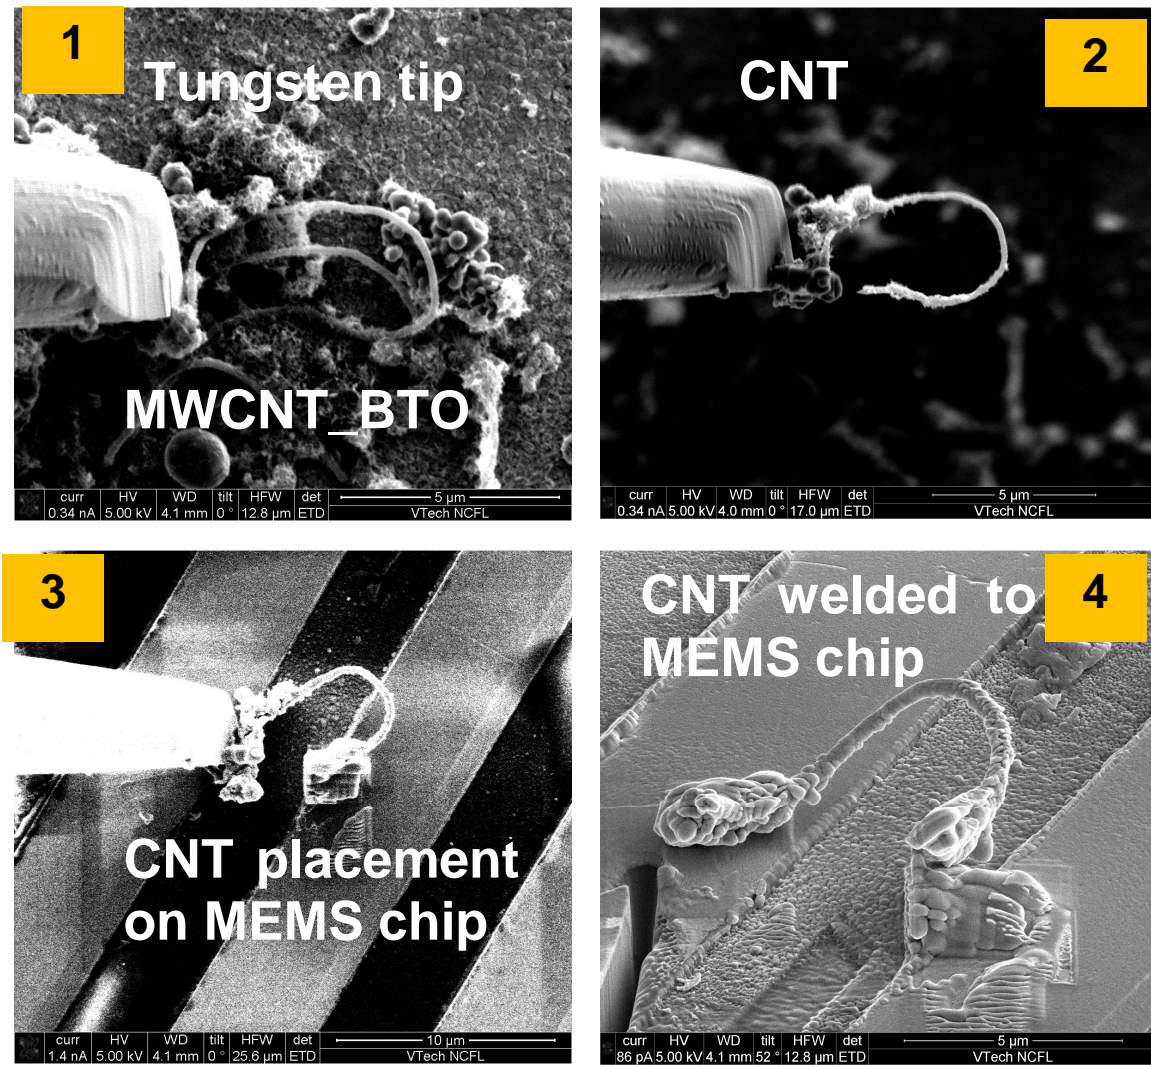 1
Tungsten tip
MWCNT_BTO
curr HV WD tilt HFW det 5 µm
0.34 nA 5.00 kV 4.1 mm 0 ° 12.8 µm ETD VTech NCFL
2
CNT
curr HV WD tilt HFW det 5 µm
0.34 nA 5.00 kV 4.0 mm 0 ° 17.0 µm ETD VTech NCFL
3
CNT placement
on MEMS chip
curr HV WD tilt HFW det 10 µm
1.4 nA 5.00 kV 4.1 mm 0 ° 25.6 µm ETD VTech NCFL
4
CNT welded to
MEMS chip
curr HV WD tilt HFW det 5 µm
86 pA 5.00 kV 4.1 mm 52 ° 12.8 µm ETD VTech NCFL